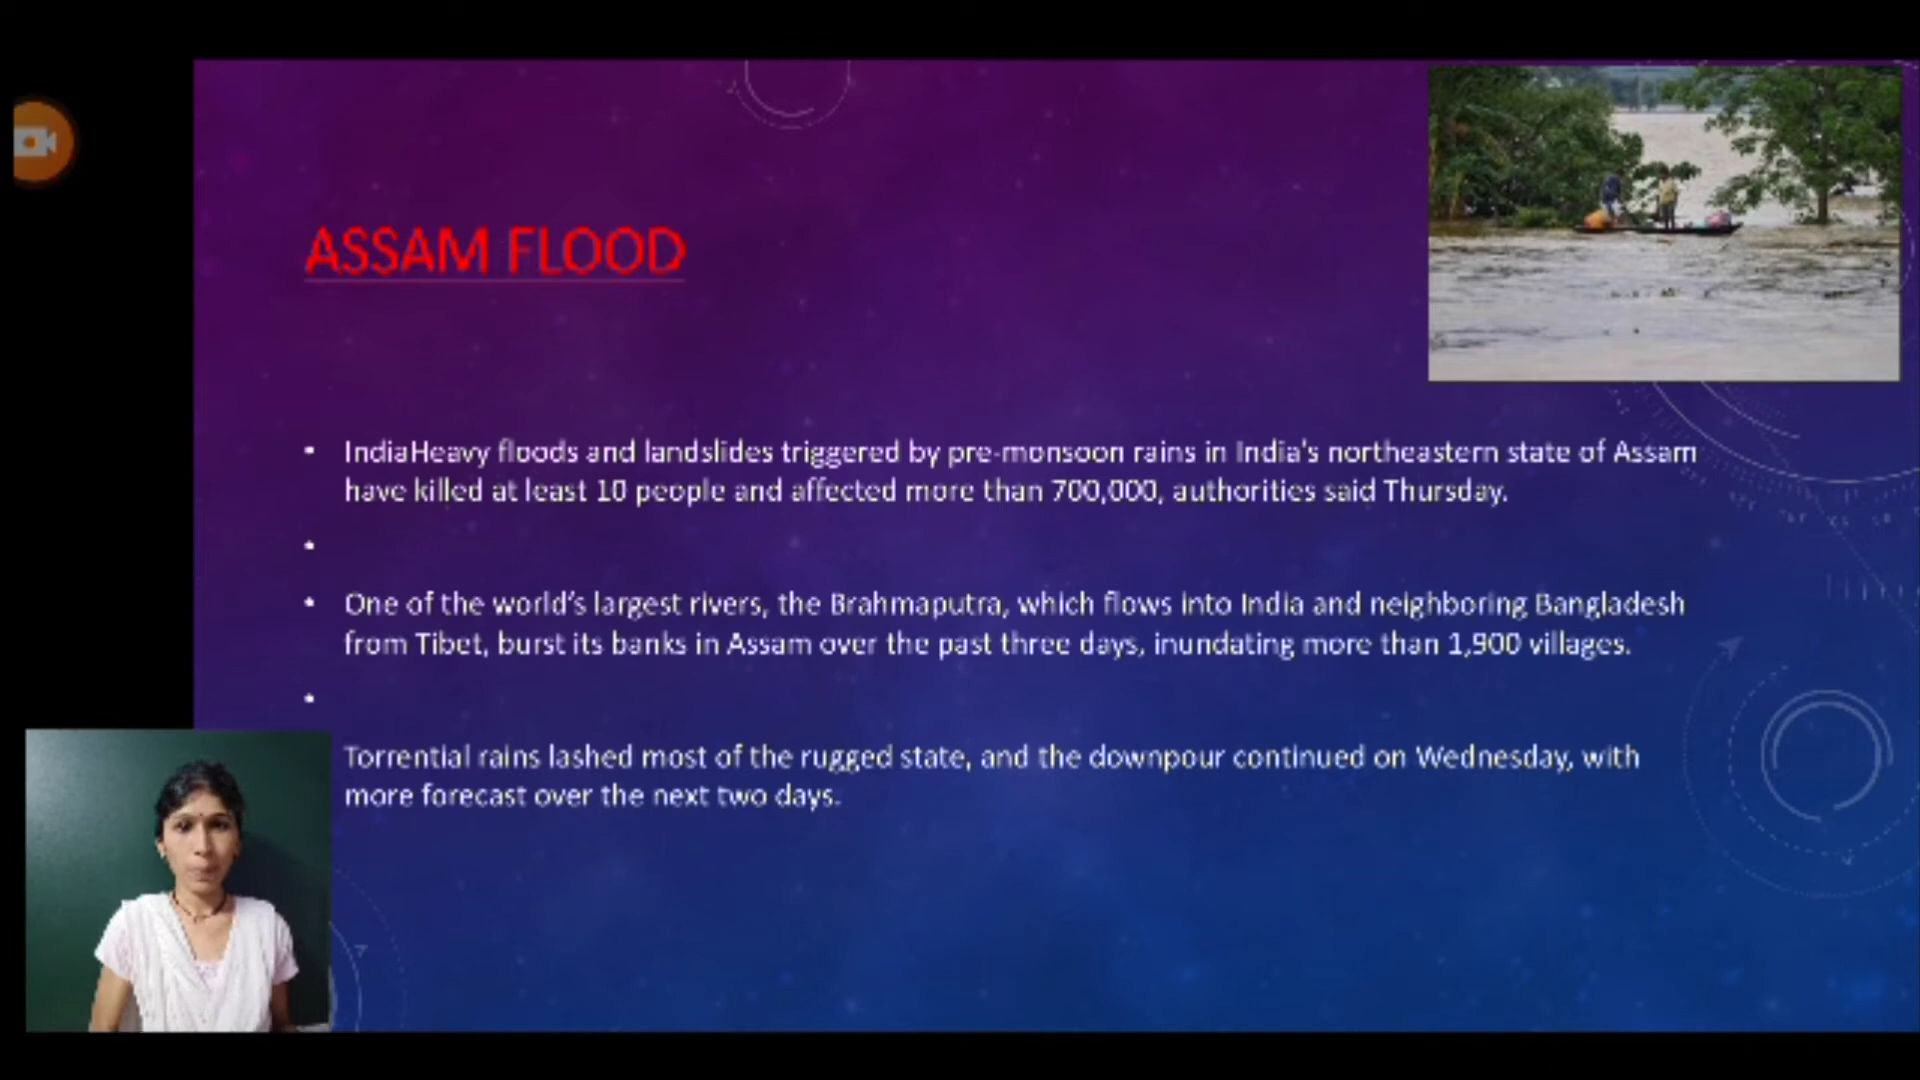 ASSAM FLOOD
• IndiaHeavy floods and landslides triggered by pre-monsoon rains in India's northeastern state of Assam
have killed at least 10 people and affected more than 700,000, authorities said Thursday.
•
• One of the world's largest rivers, the Brahmaputra, which flows into India and neighboring Bangladesh
from Tibet, burst its banks in Assam over the past three days, inundating more than 1,900 villages.
•
Torrential rains lashed most of the rugged state, and the downpour continued on Wednesday, with
more forecast over the next two days.